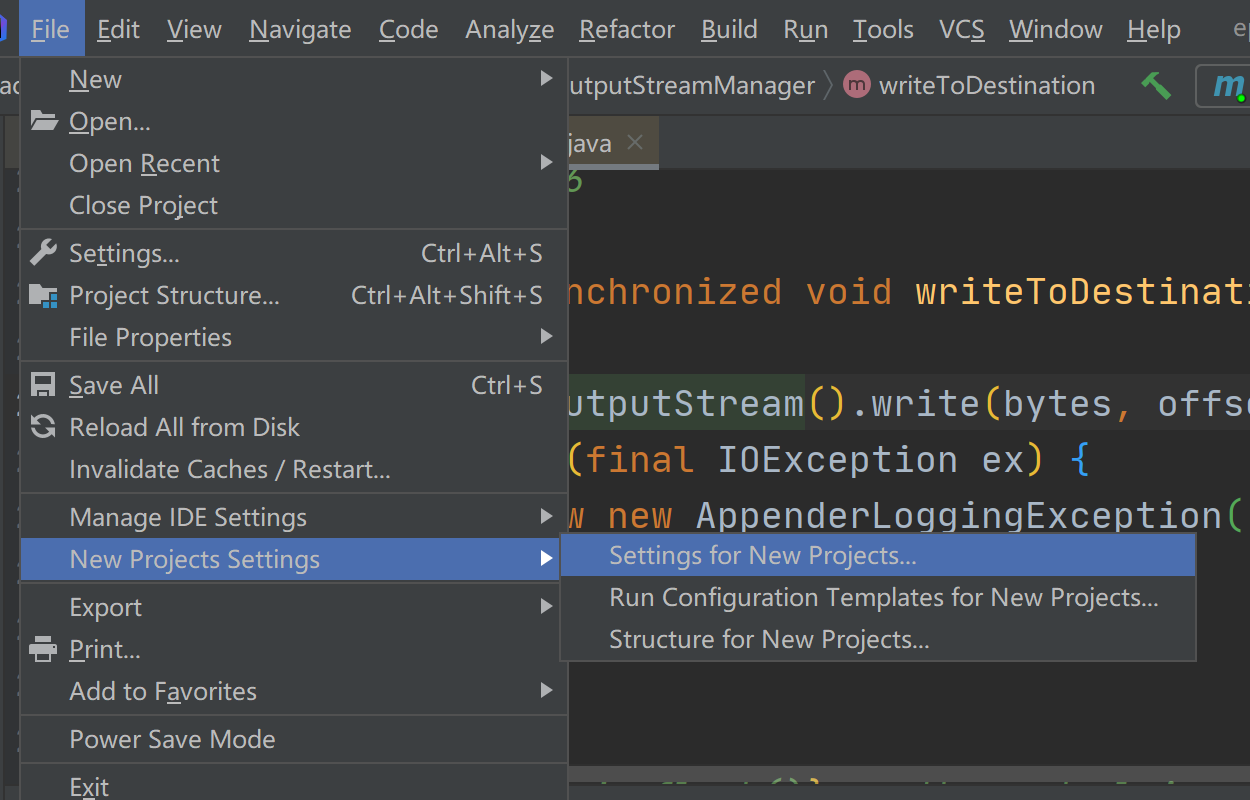 File Edit View Navigate Code Analyze Refactor Build Run Tools VCS Window Help
New
utputStreamManager m writeToDestination m
Open...
java
Open Recent
6
Close Project
Settings... Ctrl+Alt+S
Project Structure... Ctrl+Alt+Shift+S
nchronized void writeToDestinati
File Properties
Save All Ctrl+S
utputStream().write(bytes, offs
Reload All from Disk
Invalidate Caches / Restart...
(final IOException ex) {
Manage IDE Settings
w new AppenderLoggingException(
New Projects Settings
Settings for New Projects...
Run Configuration Templates for New Projects...
Structure for New Projects...
Export
Print...
Add to Favorites
Power Save Mode
Exit